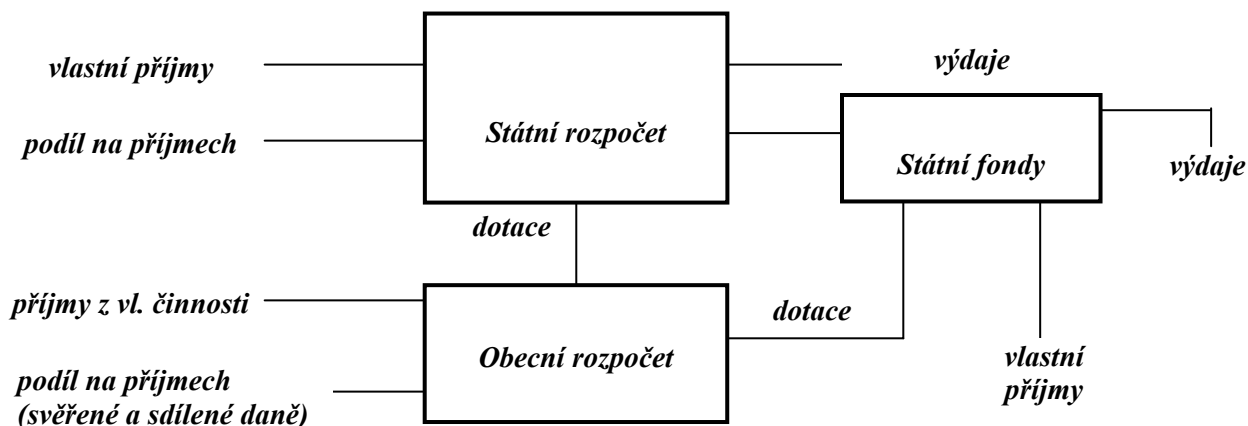 vlastní příjmy
výdaje
podíl na příjmech
Státní rozpočet
Státní fondy
výdaje
dotace
příjmy z vl. činnosti
dotace
Obecní rozpočet
vlastní
příjmy
podíl na příjmech
(svěřené a sdílené daně)